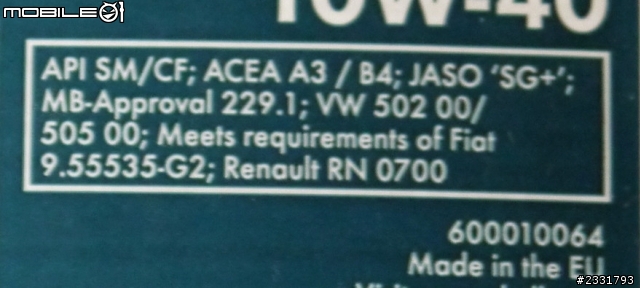 MOBILE01
10W-40
API SM/CF; ACEA A3 / B4; JASO 'SG+';
MB-Approval 229.1; VW 502 00/
505 00; Meets requirements of Fiat
9.55535-G2; Renault RN 0700
600010064
Made in the EU
#2331793